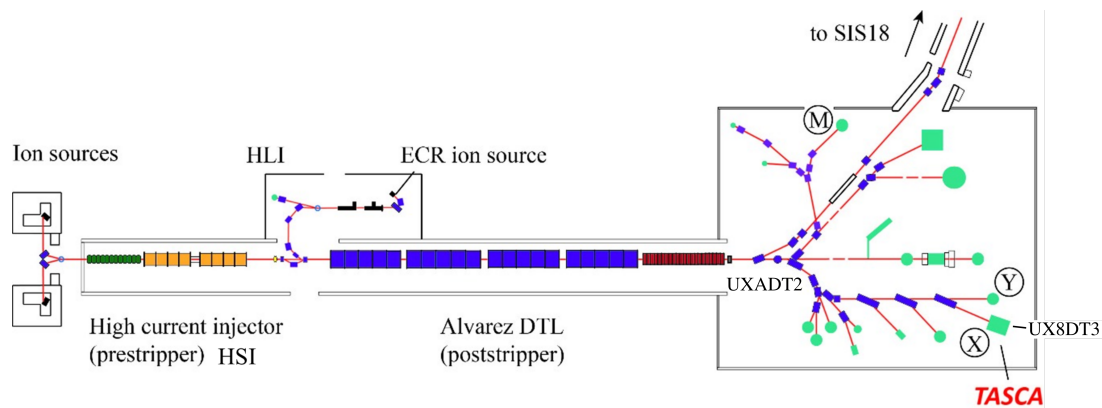 to SIS18
M
Ion sources
HLI
ECR ion source
UXADT2
Y
High current injector
(prestripper) HSI
Alvarez DTL
(poststripper)
X
UX8DT3
TASCA